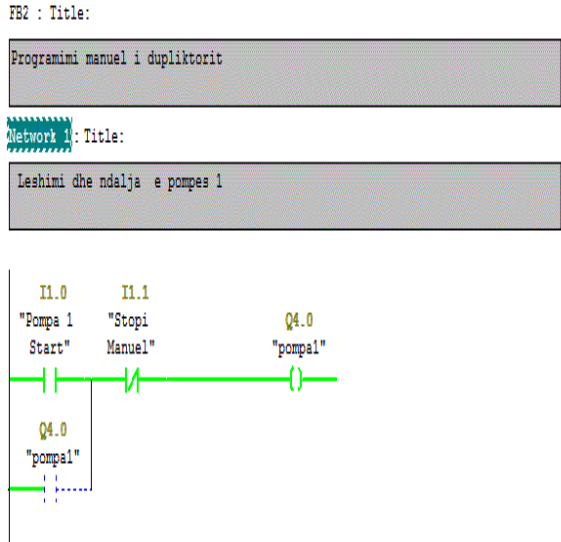 FB2 : Title:
Programimi manuel i dupliktorit
Network 1: Title:
Leshimi dhe ndalja e pompes 1
I1.0 I1.1
"Pompa 1 "Stopi Q4.0
Start" Manuel" "pompa1"
Q4.0
"pompa1"